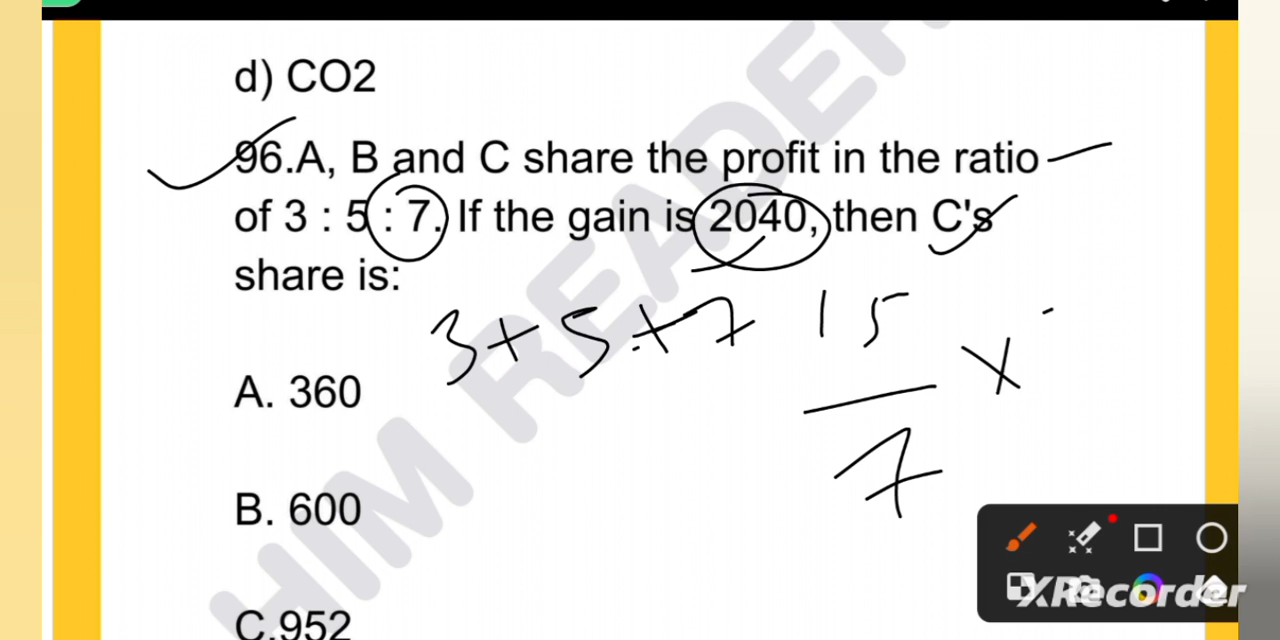 d) CO2
96.A, B and C share the profit in the ratio
of 3 : 5 : 7. If the gain is 2040, then C's
share is:
3+5+7 15
×
7
A. 360
B. 600
C.952
HIM READER
XRecorder